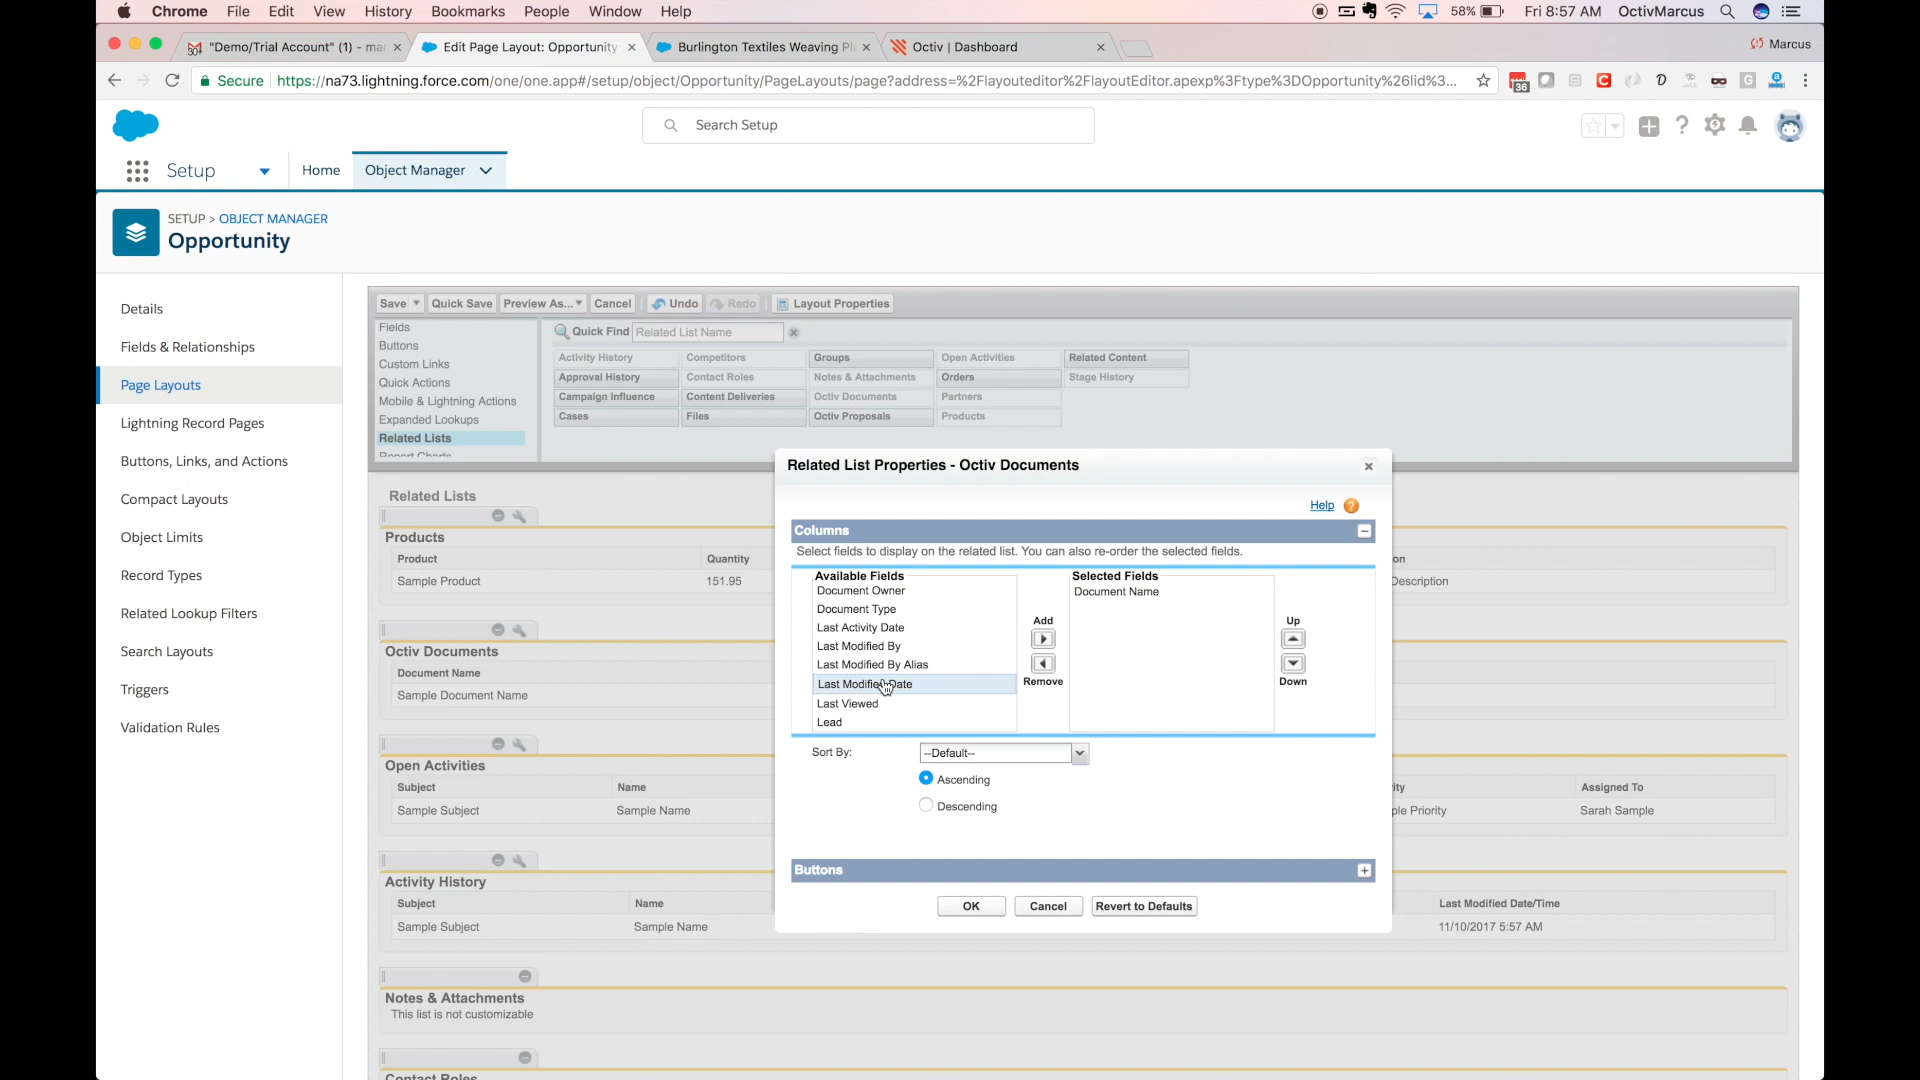 Chrome File Edit View History Bookmarks People Window Help 58% Fri 8:57 AM OctivMarcus
"Demo/Trial Account" (1) - mar Edit Page Layout: Opportunity Burlington Textiles Weaving Pl Octiv | Dashboard Marcus
Secure https://na73.lightning.force.com/one/one.app#/setup/object/Opportunity/PageLayouts/page?address=%2Flayouteditor%2FlayoutEditor.apexp%3Ftype%3DOpportunity%26lid%3... 36
Search Setup
Setup Home Object Manager
SETUP > OBJECT MANAGER
Opportunity
Details
Fields & Relationships
Page Layouts
Lightning Record Pages
Buttons, Links, and Actions
Compact Layouts
Object Limits
Record Types
Related Lookup Filters
Search Layouts
Triggers
Validation Rules
Save Quick Save Preview As... Cancel Undo Redo Layout Properties
Fields
Buttons
Custom Links
Quick Actions
Mobile & Lightning Actions
Expanded Lookups
Related Lists
Report Charts
Quick Find Related List Name
Activity History Competitors Groups Open Activities Related Content
Approval History Contact Roles Notes & Attachments Orders Stage History
Campaign Influence Content Deliveries Octiv Documents Partners
Cases Files Octiv Proposals Products
Related Lists
Products
Product Quantity on
Sample Product 151.95 Description
Octiv Documents
Document Name
Sample Document Name
Open Activities
Subject Name ity Assigned To
Sample Subject Sample Name ple Priority Sarah Sample
Activity History
Subject Name Last Modified Date/Time
Sample Subject Sample Name 11/10/2017 5:57 AM
Notes & Attachments
This list is not customizable
Contact Roles
Related List Properties - Octiv Documents
Help
Columns
Select fields to display on the related list. You can also re-order the selected fields.
Available Fields Selected Fields
Document Owner Document Name
Document Type
Last Activity Date
Last Modified By
Last Modified By Alias
Last Modified Date
Last Viewed
Lead
Add
Remove
Up
Down
Sort By: --Default--
Ascending
Descending
Buttons
OK Cancel Revert to Defaults